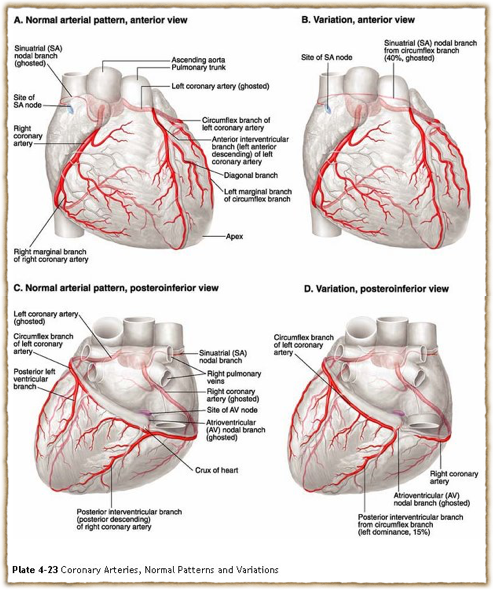 A. Normal arterial pattern, anterior view
Sinuatrial (SA)
nodal branch
(ghosted)
Site of
SA node
Right
coronary
artery
Right marginal branch
of right coronary artery
Ascending aorta
Pulmonary trunk
Left coronary artery (ghosted)
Circumflex branch of
left coronary artery
Anterior interventricular
branch (left anterior
descending) of left
coronary artery
Diagonal branch
Left marginal branch
of circumflex branch
Apex
B. Variation, anterior view
Site of SA node
Sinuatrial (SA) nodal branch
from circumflex branch
(40%, ghosted)
C. Normal arterial pattern, posteroinferior view
Left coronary artery
(ghosted)
Circumflex branch
of left coronary
artery
Posterior left
ventricular
branch
Sinuatrial (SA)
nodal branch
Right pulmonary
veins
Right coronary
artery (ghosted)
Site of AV node
Atrioventricular
(AV) nodal branch
(ghosted)
Crux of heart
Posterior interventricular branch
(posterior descending)
of right coronary artery
D. Variation, posteroinferior view
Circumflex branch
of left coronary
artery
Right coronary
artery
Atrioventricular (AV)
nodal branch (ghosted)
Posterior interventricular branch
from circumflex branch
(left dominance, 15%)
Plate 4-23 Coronary Arteries, Normal Patterns and Variations